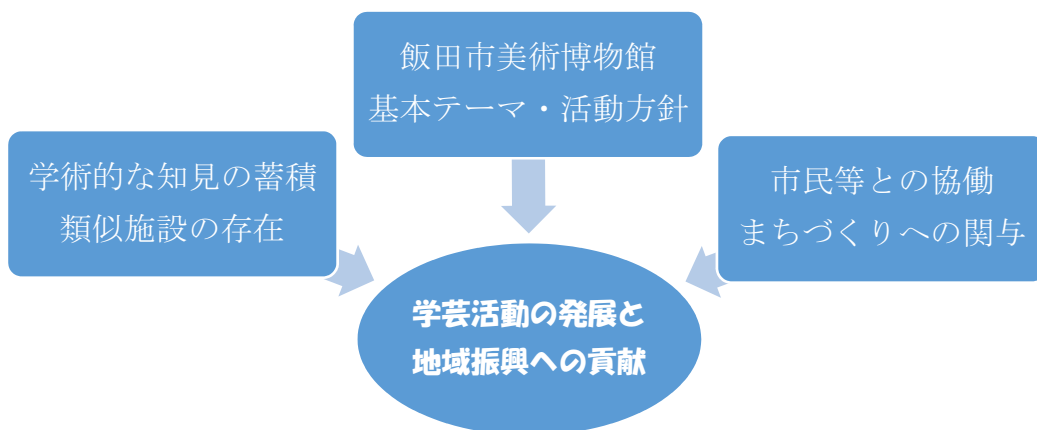 飯田市美術博物館
基本テーマ・活動方針
学術的な知見の蓄積
類似施設の存在
市民等との協働
まちづくりへの関与
学芸活動の発展と
地域振興への貢献